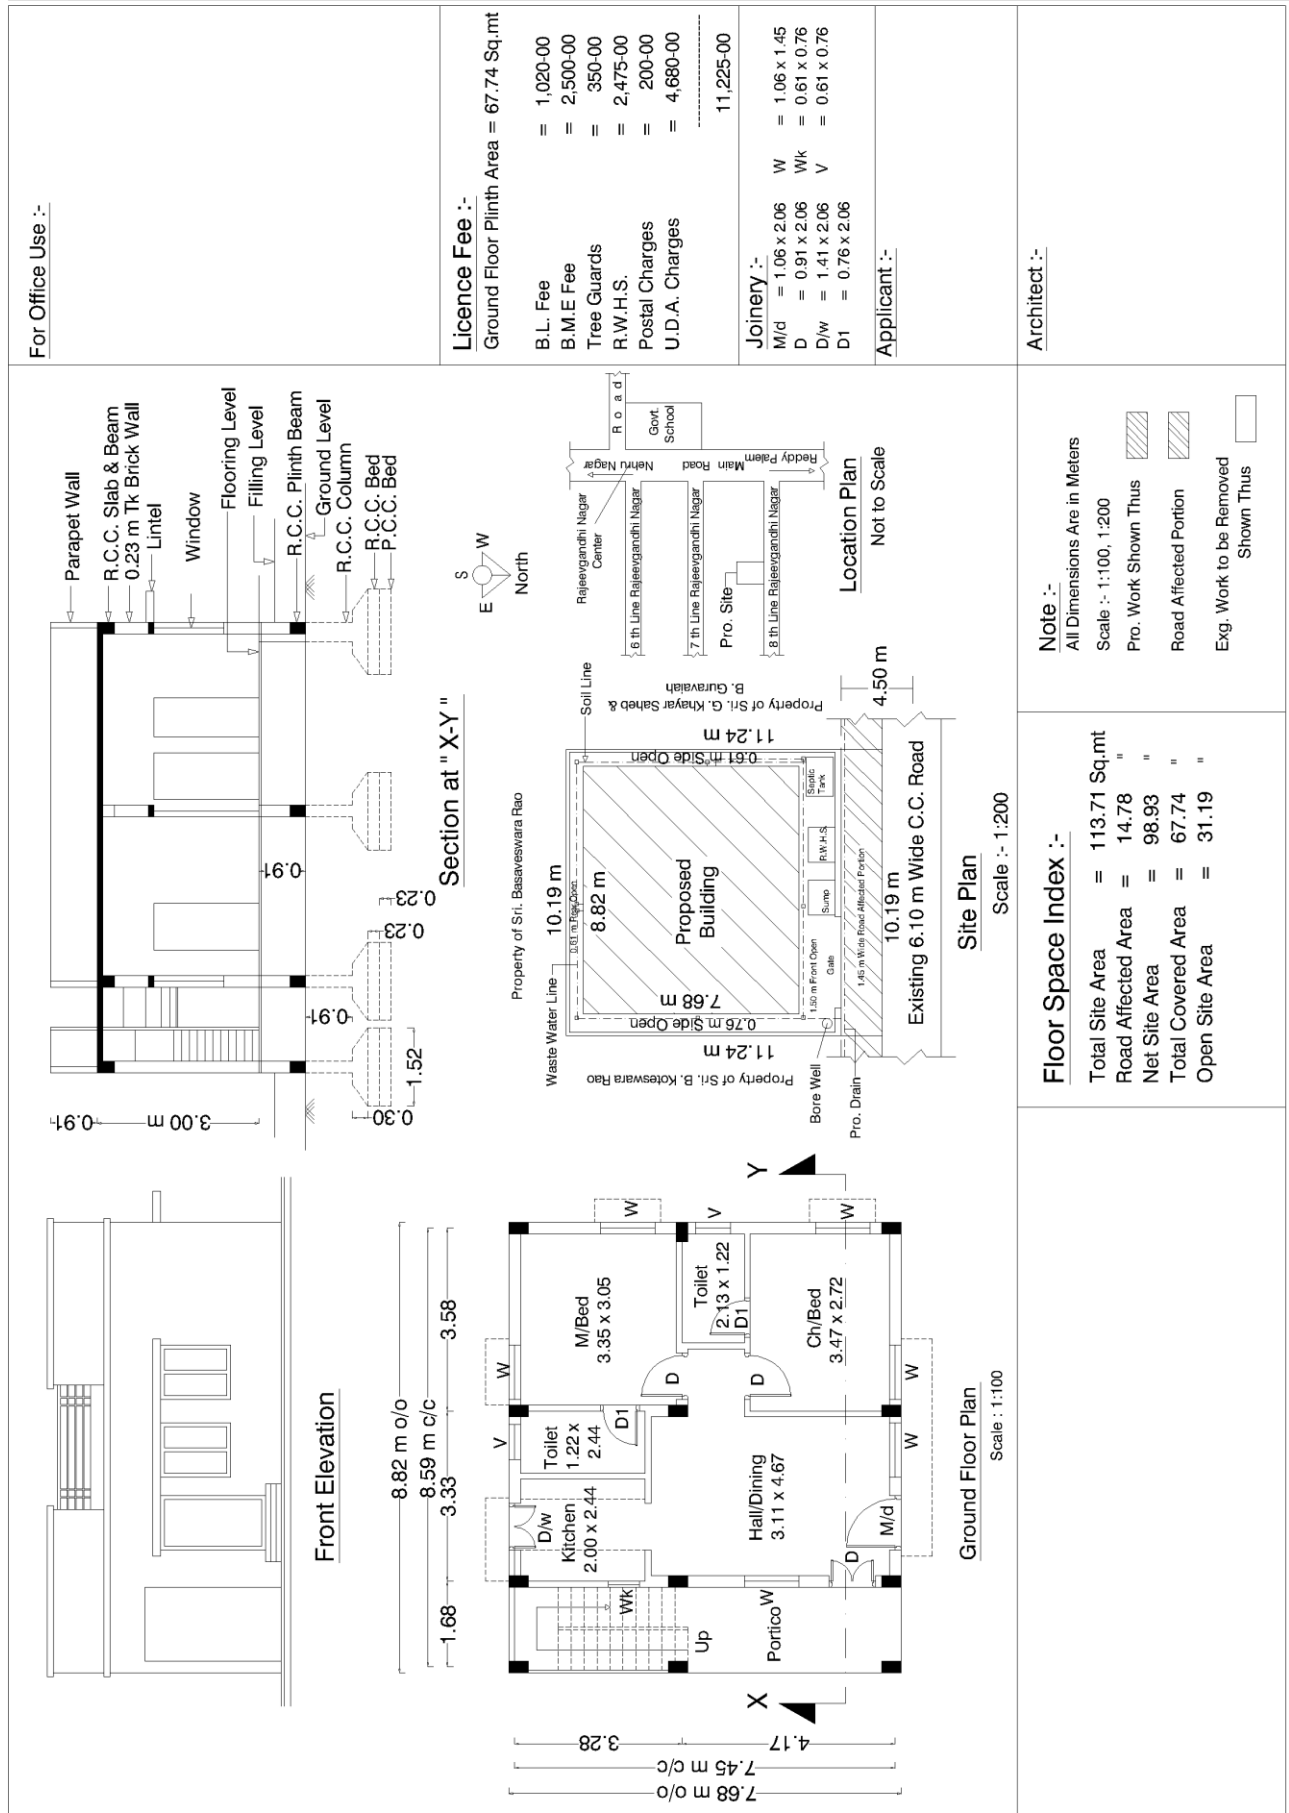 For Office Use :-
Licence Fee :-
Ground Floor Plinth Area = 67.74 Sq.mt
B.L. Fee = 1,020-00
B.M.E Fee = 2,500-00
Tree Guards = 350-00
R.W.H.S. = 2,475-00
Postal Charges = 200-00
U.D.A. Charges = 4,680-00
11,225-00
Joinery :-
M/d = 1.06 x 2.06 W = 1.06 x 1.45
D = 0.91 x 2.06 Wk = 0.61 x 0.76
D/w = 1.41 x 2.06 V = 0.61 x 0.76
D1 = 0.76 x 2.06
Applicant :-
Architect :-
Parapet Wall
R.C.C. Slab & Beam
0.23 m Tk Brick Wall
Lintel
Window
Flooring Level
Filling Level
R.C.C. Plinth Beam
Ground Level
R.C.C. Column
R.C.C. Bed
P.C.C. Bed
0.91
3.00 m
0.91
0.91
0.23
0.23
1.52
0.30
Section at " X-Y "
S
E
W
North
Rajeevgandhi Nagar
Center
Nehru Nagar
Main Road
Reddy Palem
Road
Govt.
School
6 th Line Rajeevgandhi Nagar
7 th Line Rajeevgandhi Nagar
8 th Line Rajeevgandhi Nagar
Pro. Site
Location Plan
Not to Scale
Property of Sri. Basaveswara Rao
Property of Sri. G. Khayar Saheb &
B. Guravaiah
Property of Sri. B. Koteswara Rao
Soil Line
Waste Water Line
10.19 m
0.61 m Rear Open
8.82 m
11.24 m
0.61 m Side Open
Proposed
Building
7.68 m
0.76 m Side Open
11.24 m
Septic
Tank
R.W.H.S.
Sump
1.50 m Front Open
Gate
Bore Well
Pro. Drain
1.45 m Wide Road Affected Portion
10.19 m
Existing 6.10 m Wide C.C. Road
4.50 m
Site Plan
Scale :- 1:200
Front Elevation
8.82 m o/o
8.59 m c/c
1.68
3.33
3.58
7.68 m o/o
7.45 m c/c
3.28
4.17
M/Bed
3.35 x 3.05
Toilet
2.13 x 1.22
Ch/Bed
3.47 x 2.72
Toilet
1.22 x
2.44
Kitchen
2.00 x 2.44
Hall/Dining
3.11 x 4.67
Portico
Up
W
W
W
W
W
W
V
V
D
D
D
D1
D1
D/w
M/d
Wk
X
Y
Ground Floor Plan
Scale : 1:100
Note :-
All Dimensions Are in Meters
Scale :- 1:100, 1:200
Pro. Work Shown Thus
Road Affected Portion
Exg. Work to be Removed
Shown Thus
Floor Space Index :-
Total Site Area = 113.71 Sq.mt
Road Affected Area = 14.78 "
Net Site Area = 98.93 "
Total Covered Area = 67.74 "
Open Site Area = 31.19 "